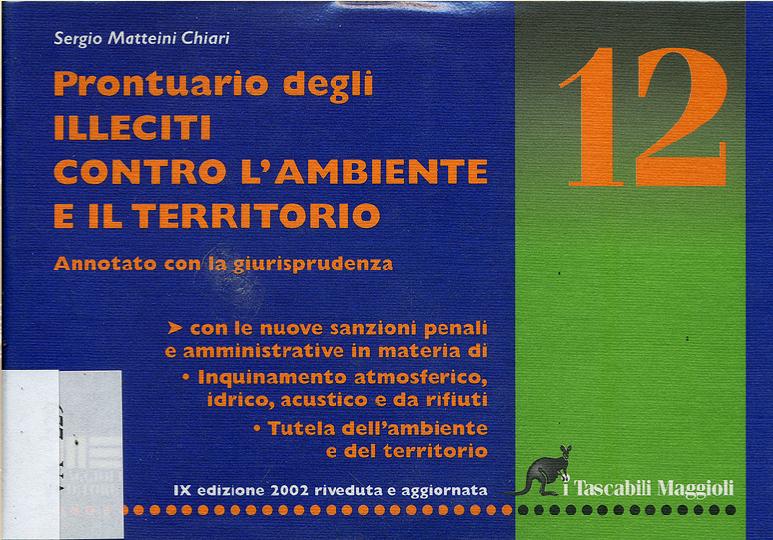 Sergio Matteini Chiari
Prontuario degli
ILLECITI
CONTRO L'AMBIENTE
E IL TERRITORIO
Annotato con la giurisprudenza
➤ con le nuove sanzioni penali
e amministrative in materia di
• Inquinamento atmosferico,
idrico, acustico e da rifiuti
• Tutela dell'ambiente
e del territorio
IX edizione 2002 riveduta e aggiornata
12
i Tascabili Maggioli